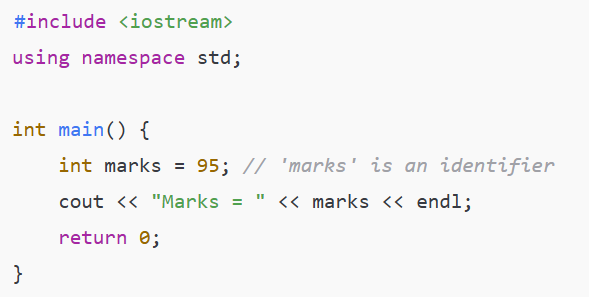 #include <iostream>
using namespace std;

int main() {
    int marks = 95; // 'marks' is an identifier
    cout << "Marks = " << marks << endl;
    return 0;
}